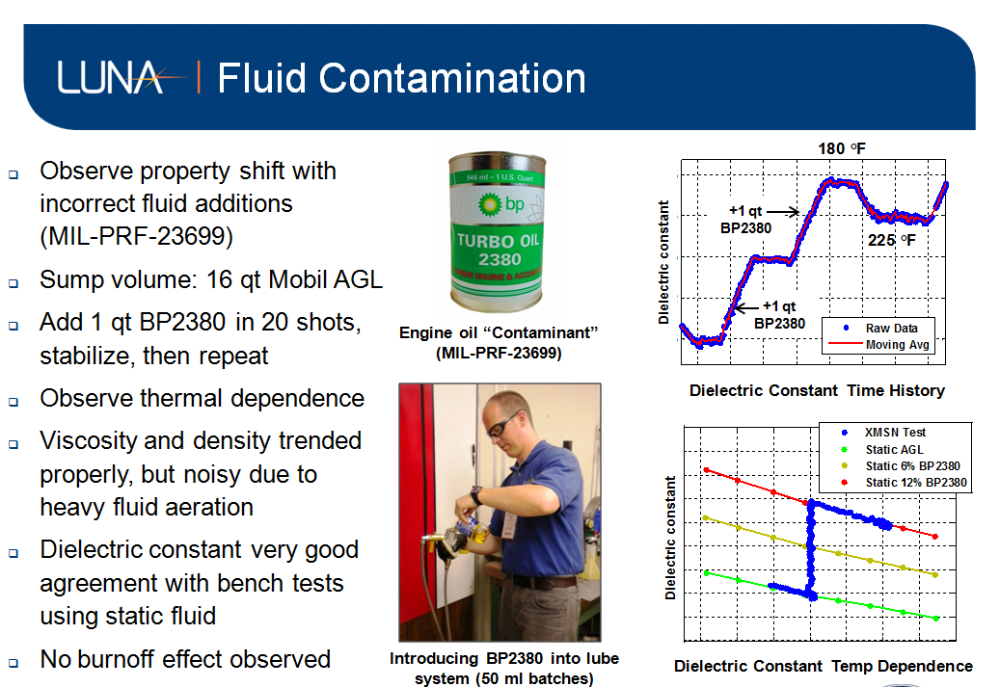 LUNA | Fluid Contamination
❑ Observe property shift with
incorrect fluid additions
(MIL-PRF-23699)
❑ Sump volume: 16 qt Mobil AGL
❑ Add 1 qt BP2380 in 20 shots,
stabilize, then repeat
❑ Observe thermal dependence
❑ Viscosity and density trended
properly, but noisy due to
heavy fluid aeration
❑ Dielectric constant very good
agreement with bench tests
using static fluid
❑ No burnoff effect observed
946 ml – 1 U.S. Quart
bp
TURBO OIL
2380
Engine oil “Contaminant”
(MIL-PRF-23699)
Introducing BP2380 into lube
system (50 ml batches)
180 °F
Dielectric constant
+1 qt
BP2380
225 °F
+1 qt
BP2380
Raw Data
Moving Avg
Dielectric Constant Time History
Dielectric constant
XMSN Test
Static AGL
Static 6% BP2380
Static 12% BP2380
Dielectric Constant Temp Dependence